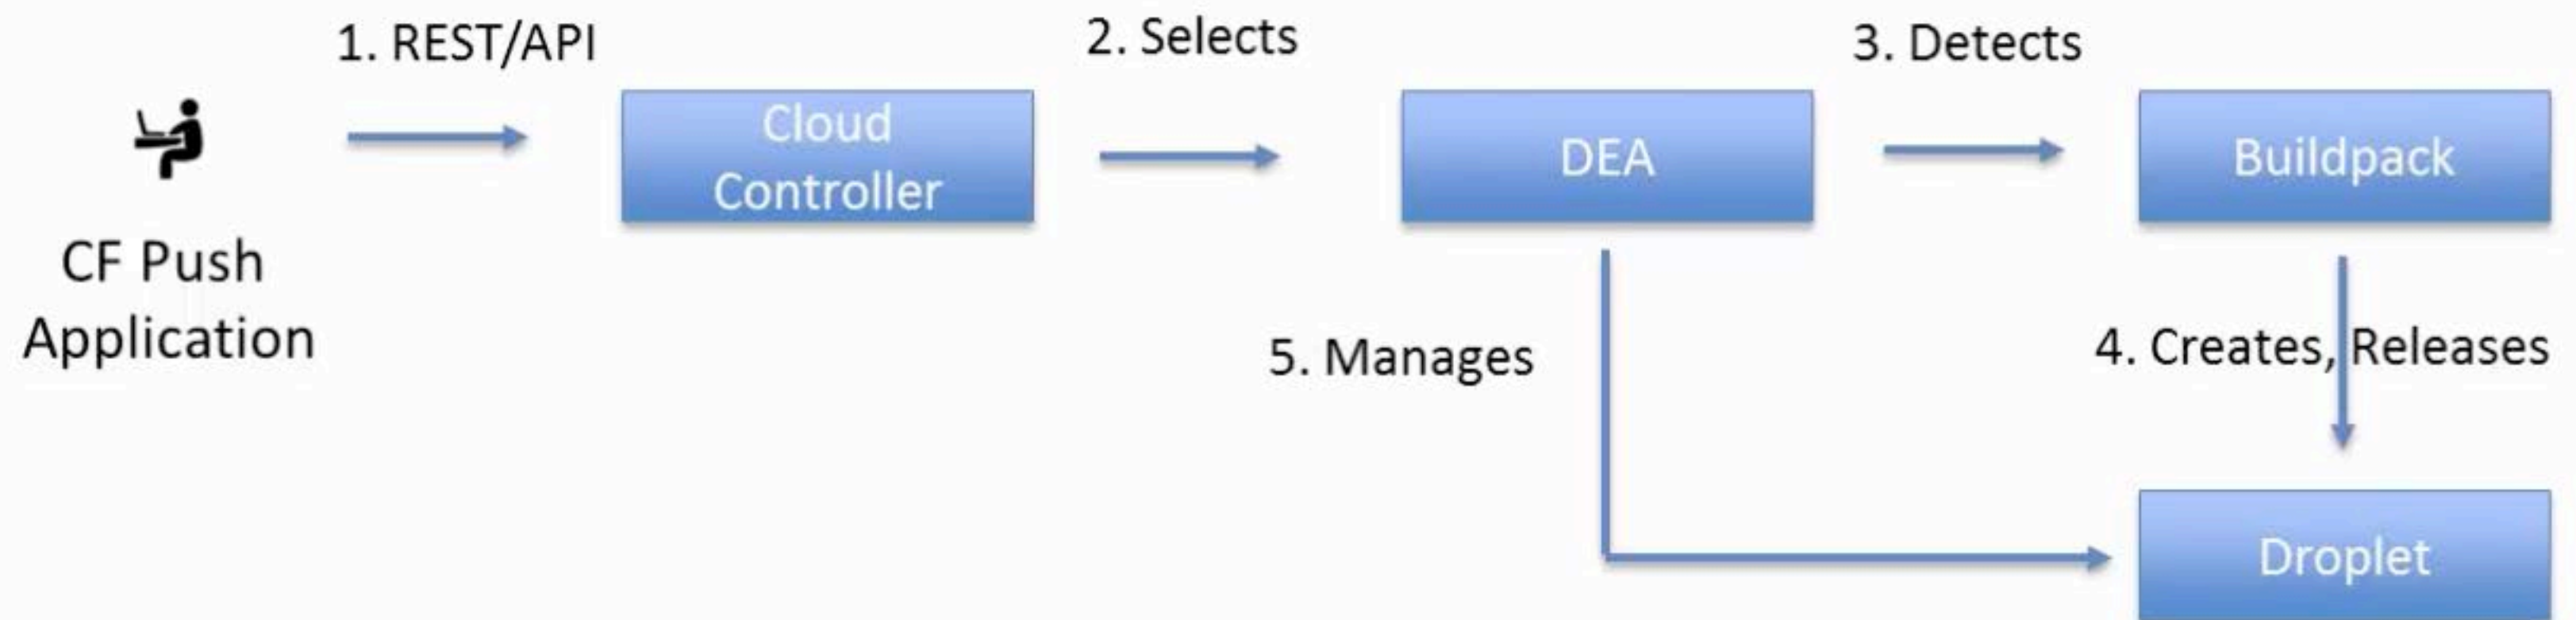 1. REST/API
2. Selects
3. Detects
Cloud
Controller
DEA
Buildpack
CF Push
Application
5. Manages
4. Creates, Releases
Droplet